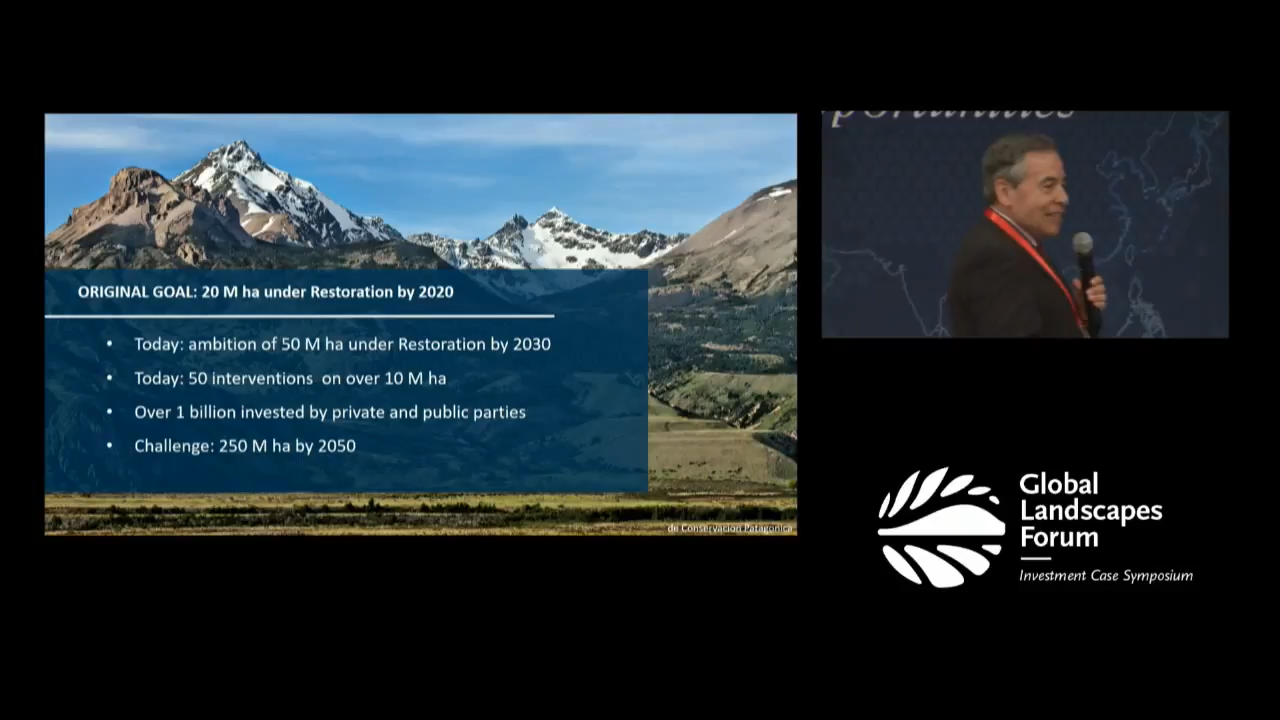 ORIGINAL GOAL: 20 M ha under Restoration by 2020
• Today: ambition of 50 M ha under Restoration by 2030
• Today: 50 interventions on over 10 M ha
• Over 1 billion invested by private and public parties
• Challenge: 250 M ha by 2050
de Conservacion Patagonica
Global
Landscapes
Forum
Investment Case Symposium